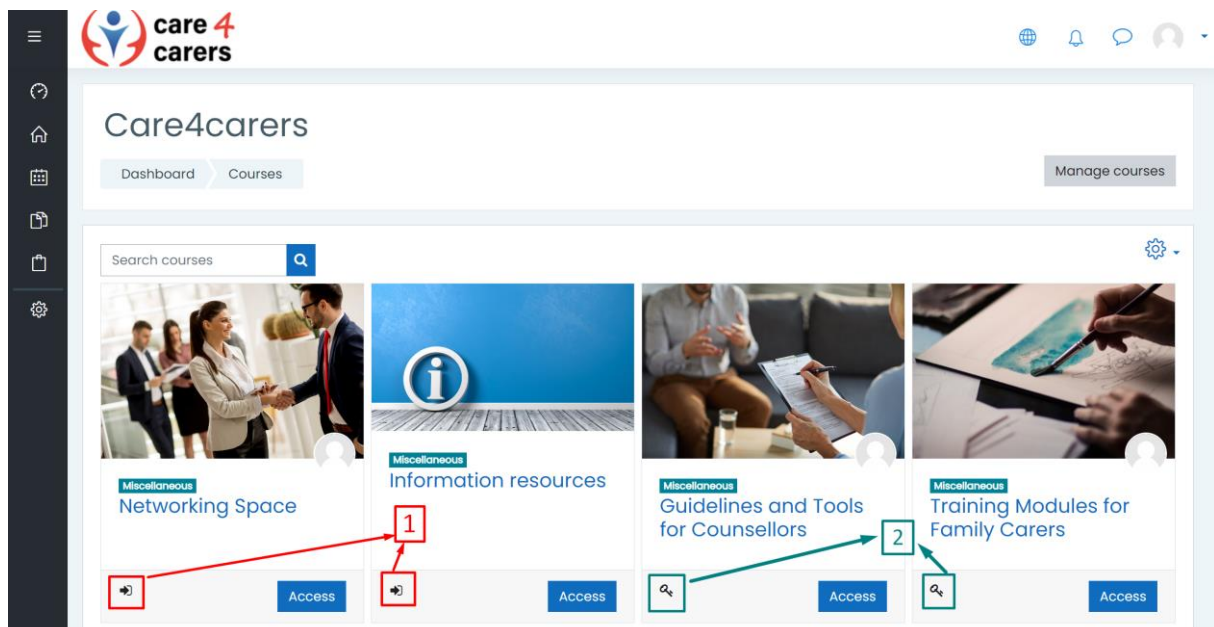 care 4
carers
Care4carers
Dashboard Courses
Manage courses
Search courses
Miscellaneous
Networking Space
Access
Miscellaneous
Information resources
1
Access
Miscellaneous
Guidelines and Tools
for Counsellors
2
Access
Miscellaneous
Training Modules for
Family Carers
Access